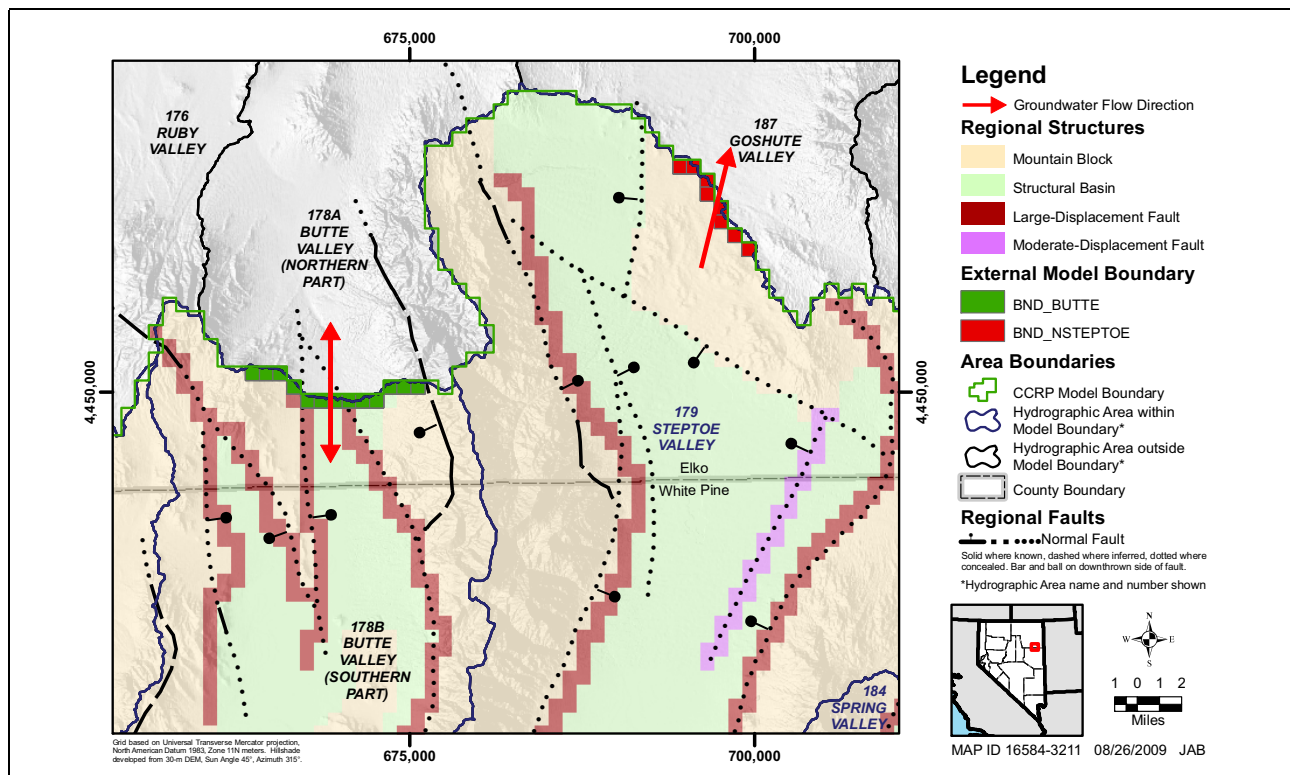 675,000
700,000
176
RUBY
VALLEY
187
GOSHUTE
VALLEY
178A
BUTTE
VALLEY
(NORTHERN
PART)
4,450,000
4,450,000
179
STEPTOE
VALLEY
Elko
White Pine
178B
BUTTE
VALLEY
(SOUTHERN
PART)
184
SPRING
VALLEY
675,000
700,000
Grid based on Universal Transverse Mercator projection,
North American Datum 1983, Zone 11N meters. Hillshade
developed from 30-m DEM, Sun Angle 45°, Azimuth 315°.
Legend
Groundwater Flow Direction
Regional Structures
Mountain Block
Structural Basin
Large-Displacement Fault
Moderate-Displacement Fault
External Model Boundary
BND_BUTTE
BND_NSTEPTOE
Area Boundaries
CCRP Model Boundary
Hydrographic Area within
Model Boundary*
Hydrographic Area outside
Model Boundary*
County Boundary
Regional Faults
Normal Fault
Solid where known, dashed where inferred, dotted where
concealed. Bar and ball on downthrown side of fault.
*Hydrographic Area name and number shown
N
W E
S
1 0 1 2
Miles
MAP ID 16584-3211 08/26/2009 JAB